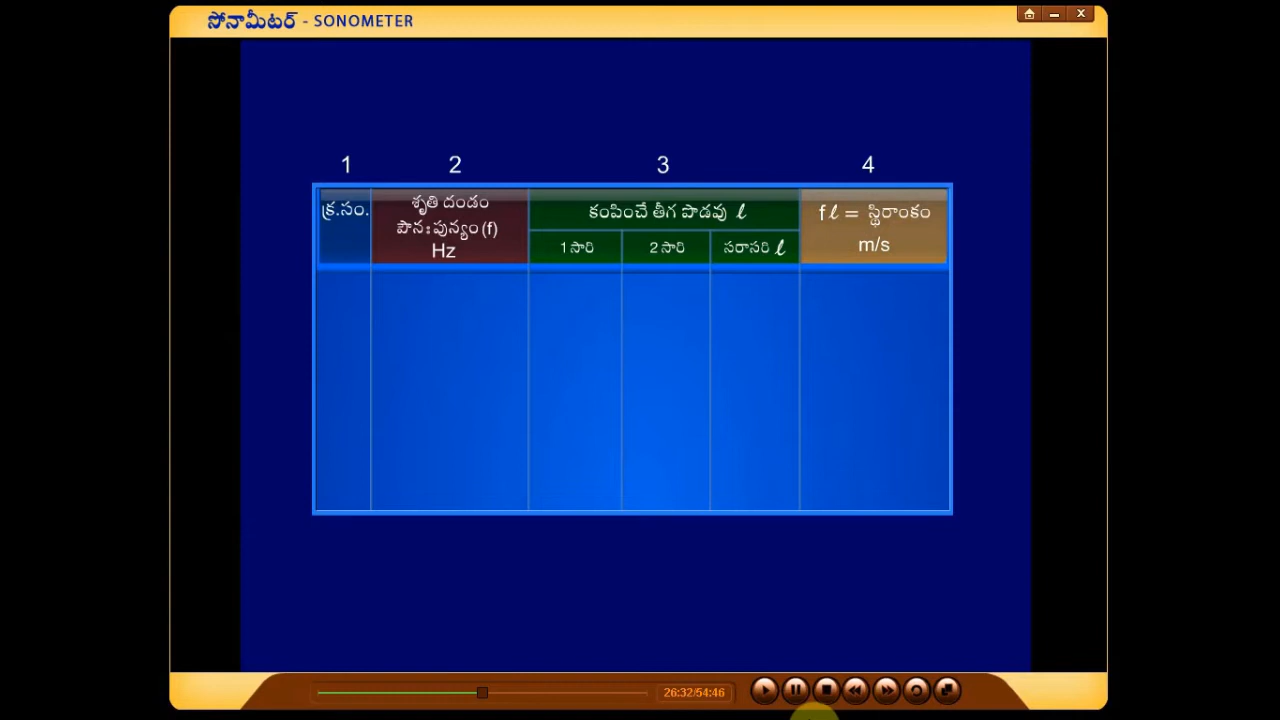 సోనామీటర్ - SONOMETER
1 2 3 4
క్ర.సం.
శృతి దండం
పౌనఃపున్యం (f)
Hz
కంపించే తీగ పొడవు ℓ
1 సారి 2 సారి సరాసరి ℓ
f ℓ = స్థిరాంకం
m/s
26:32/54:46